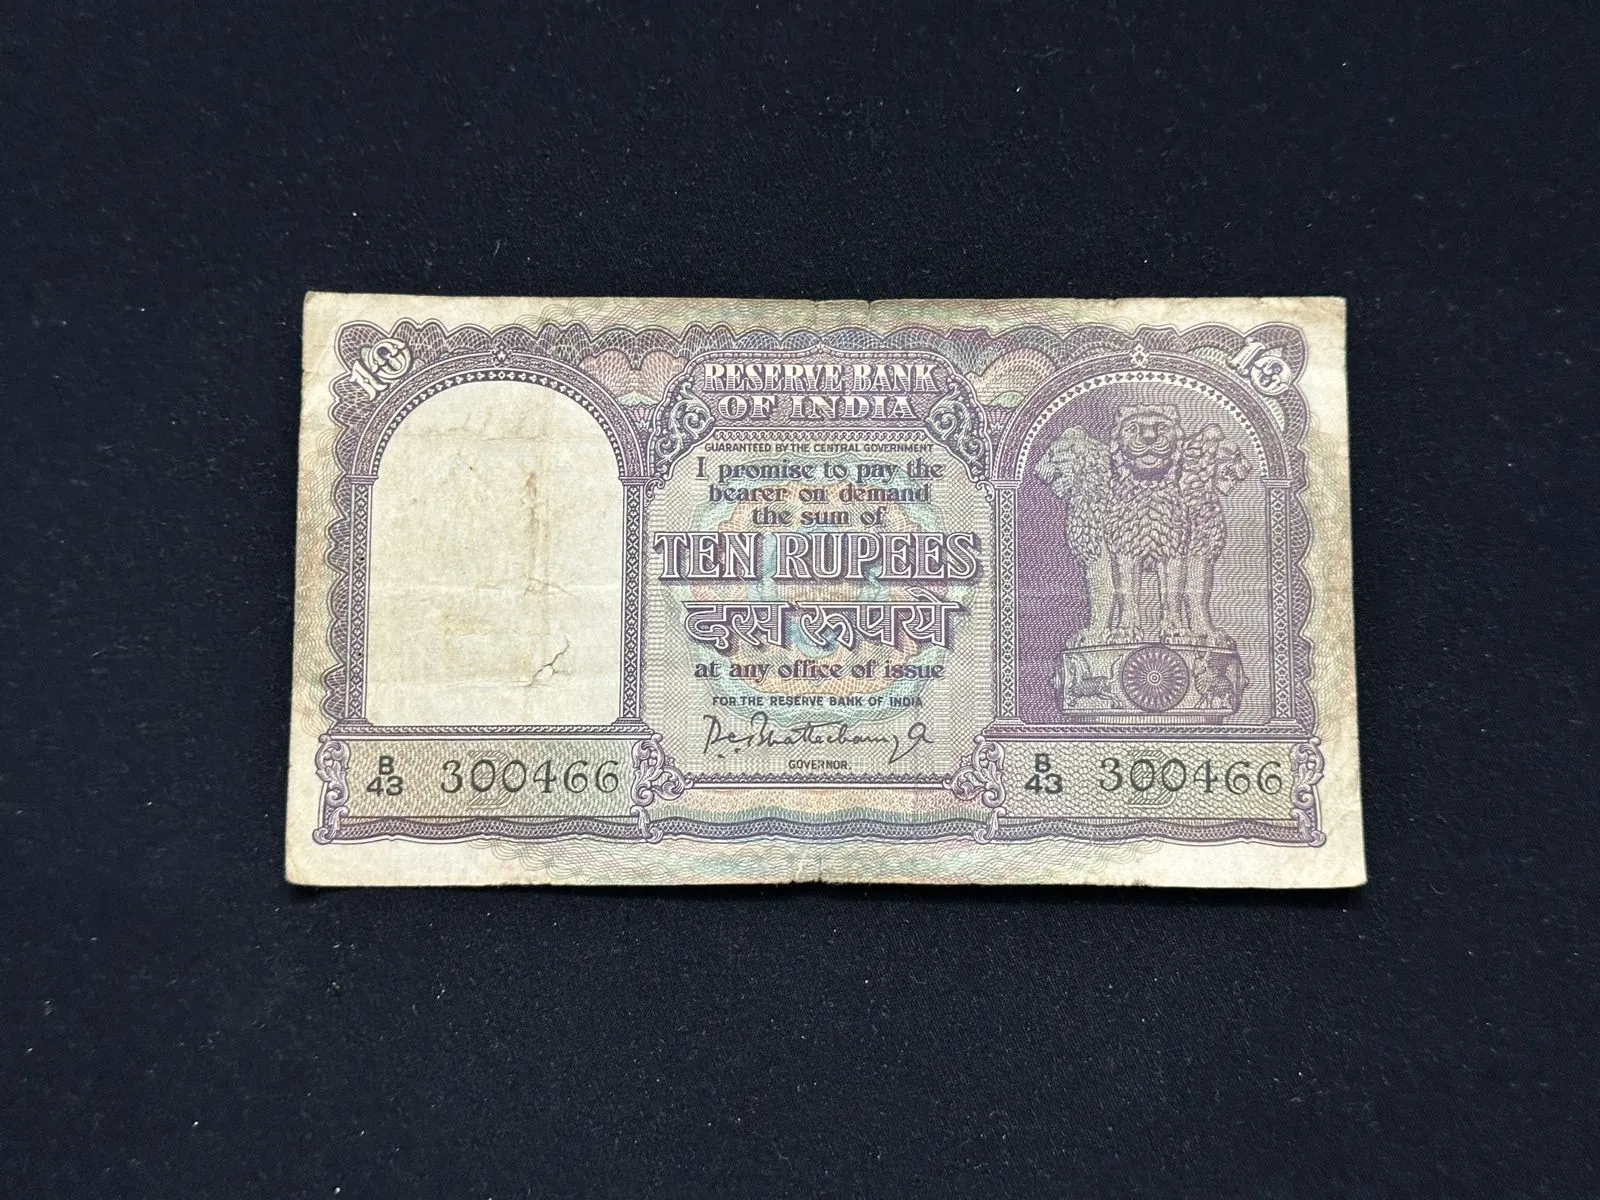 10
10
RESERVE BANK
OF INDIA
GUARANTEED BY THE CENTRAL GOVERNMENT
I promise to pay the
bearer on demand
the sum of
TEN RUPEES
दस रूपये
at any office of issue
FOR THE RESERVE BANK OF INDIA
P. C. Bhattacharyya
GOVERNOR.
B/43 300466
B/43 300466